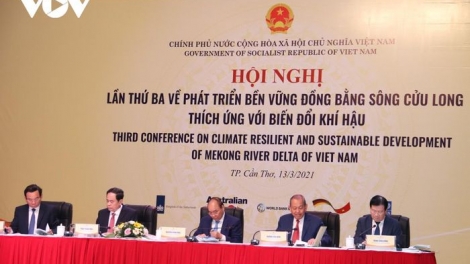 VOV
CHÍNH PHỦ NƯỚC CỘNG HÒA XÃ HỘI CHỦ NGHĨA VIỆT NAM
GOVERNMENT OF SOCIALIST REPUBLIC OF VIET NAM
HỘI NGHỊ
LẦN THỨ BA VỀ PHÁT TRIỂN BỀN VỮNG ĐỒNG BẰNG SÔNG CỬU LONG
THÍCH ỨNG VỚI BIẾN ĐỔI KHÍ HẬU
THIRD CONFERENCE ON CLIMATE RESILIENT AND SUSTAINABLE DEVELOPMENT
OF MEKONG RIVER DELTA OF VIET NAM
TP. Cần Thơ, 13/3/2021
Australian
WORLD BANK